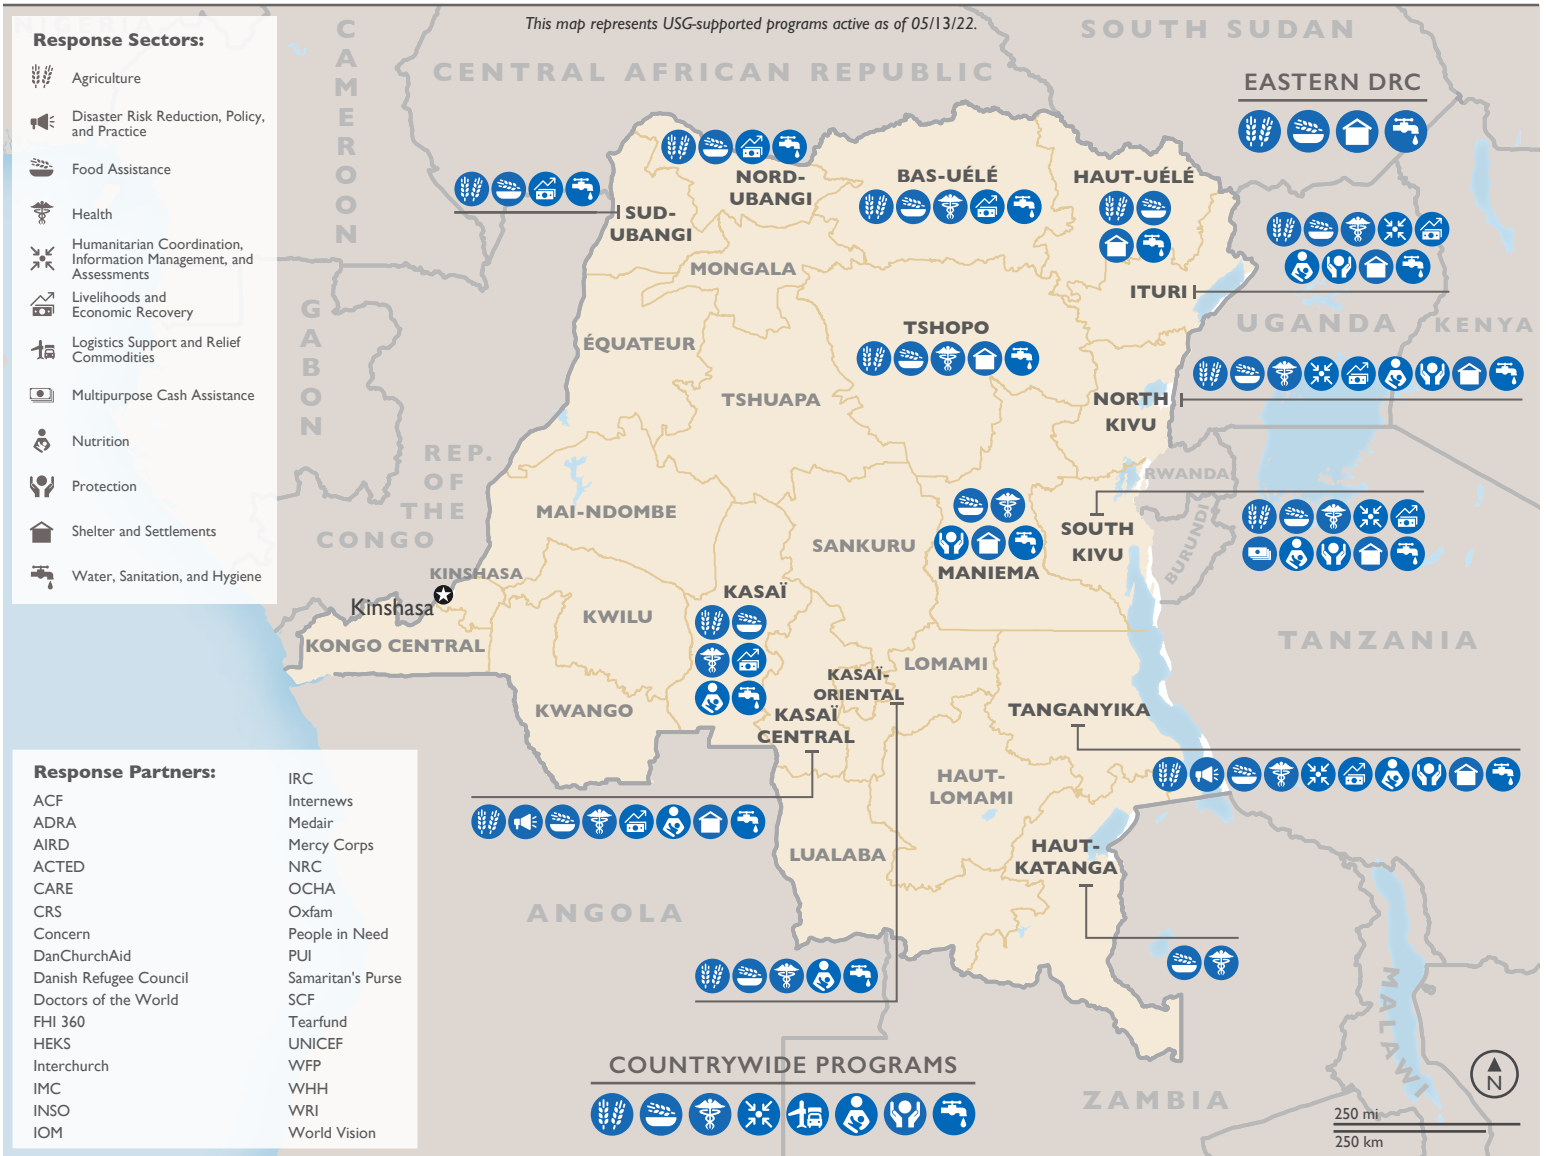 This map represents USG-supported programs active as of 05/13/22.
NIGERIA
CAMEROON
CENTRAL AFRICAN REPUBLIC
SOUTH SUDAN
Response Sectors:
Agriculture
Disaster Risk Reduction, Policy,
and Practice
Food Assistance
Health
Humanitarian Coordination,
Information Management, and
Assessments
Livelihoods and
Economic Recovery
Logistics Support and Relief
Commodities
Multipurpose Cash Assistance
Nutrition
Protection
Shelter and Settlements
Water, Sanitation, and Hygiene
EASTERN DRC
NORD-
UBANGI
BAS-UÉLÉ
HAUT-UÉLÉ
SUD-
UBANGI
MONGALA
ITURI
GABON
UGANDA
KENYA
TSHOPO
ÉQUATEUR
TSHUAPA
NORTH
KIVU
REP.
OF
THE
CONGO
RWANDA
MAI-NDOMBE
SANKURU
SOUTH
KIVU
BURUNDI
MANIEMA
KINSHASA
Kinshasa
KASAÏ
KWILU
KONGO CENTRAL
TANZANIA
LOMAMI
KASAÏ-
ORIENTAL
KWANGO
KASAÏ
CENTRAL
TANGANYIKA
HAUT-
LOMAMI
LUALABA
HAUT-
KATANGA
ANGOLA
MALAWI
ZAMBIA
Response Partners:
ACF
ADRA
AIRD
ACTED
CARE
CRS
Concern
DanChurchAid
Danish Refugee Council
Doctors of the World
FHI 360
HEKS
Interchurch
IMC
INSO
IOM
IRC
Internews
Medair
Mercy Corps
NRC
OCHA
Oxfam
People in Need
PUI
Samaritan's Purse
SCF
Tearfund
UNICEF
WFP
WHH
WRI
World Vision
COUNTRYWIDE PROGRAMS
N
250 mi
250 km